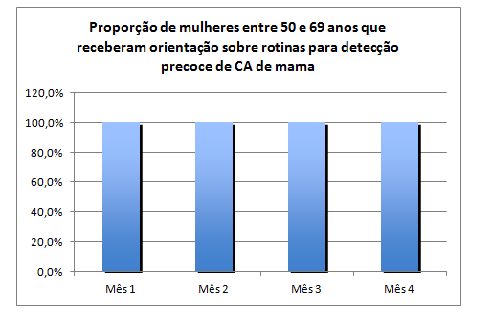 Proporção de mulheres entre 50 e 69 anos que
receberam orientação sobre rotinas para detecção
precoce de CA de mama
120,0%
100,0%
80,0%
60,0%
40,0%
20,0%
0,0%
Mês 1 Mês 2 Mês 3 Mês 4